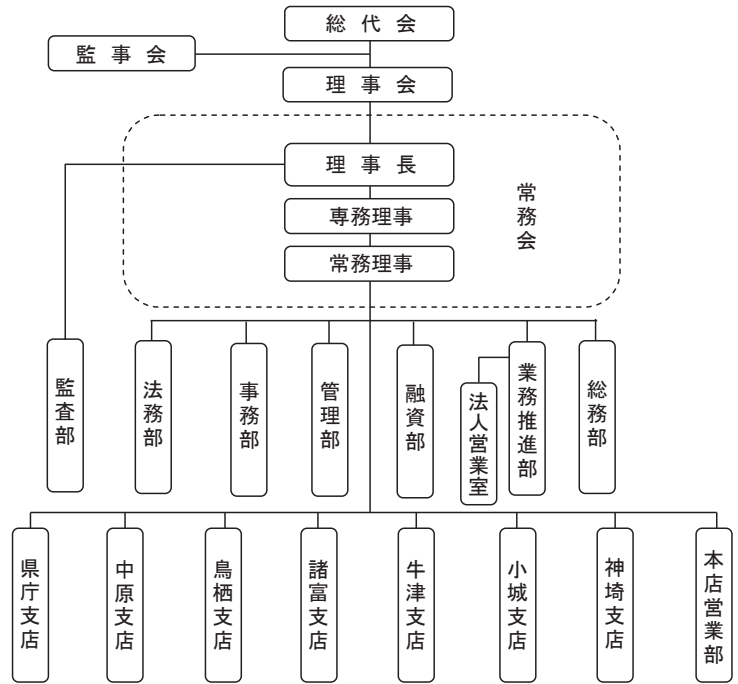 総代会
監事会
理事会
理事長
専務理事
常務理事
常務会
監査部
法務部
事務部
管理部
融資部
法人営業室
業務推進部
総務部
県庁支店
中原支店
鳥栖支店
諸富支店
牛津支店
小城支店
神埼支店
本店営業部